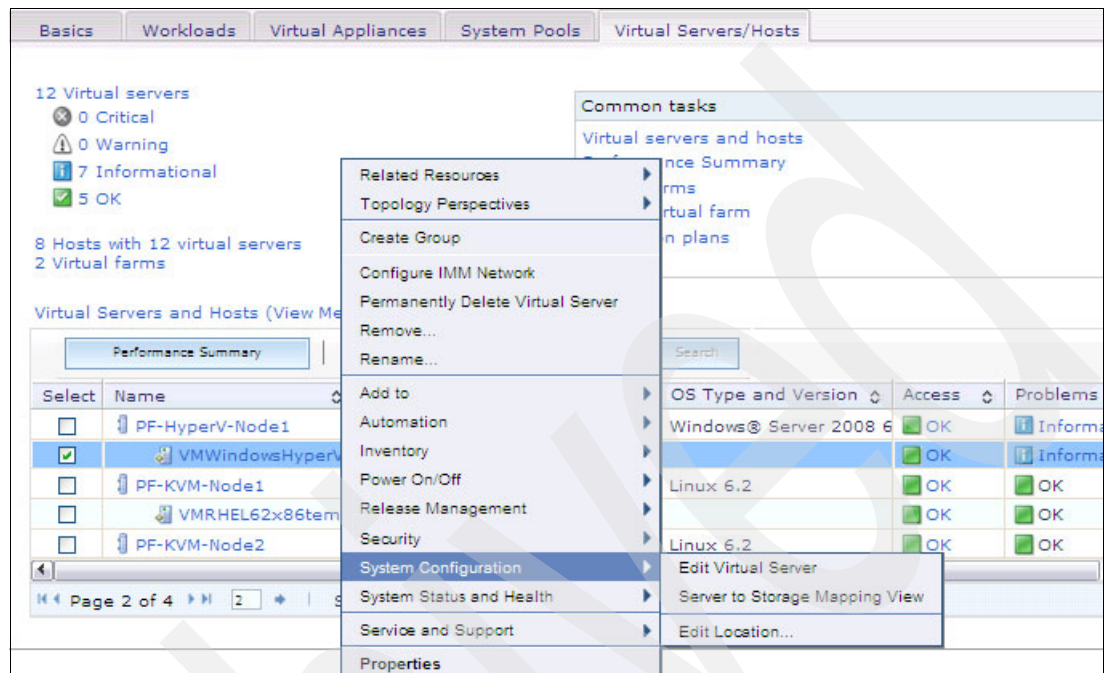 Basics Workloads Virtual Appliances System Pools Virtual Servers/Hosts
12 Virtual servers
0 Critical
0 Warning
7 Informational
5 OK
8 Hosts with 12 virtual servers
2 Virtual farms
Common tasks
Virtual servers and hosts
nce Summary
rms
rtual farm
n plans
Virtual Servers and Hosts (View Me
Performance Summary
Search
Select Name OS Type and Version Access Problems
PF-HyperV-Node1 Windows® Server 2008 6 OK Informa
VMWindowsHyperV OK Informa
PF-KVM-Node1 Linux 6.2 OK OK
VMRHEL62x86tem OK OK
PF-KVM-Node2 Linux 6.2 OK OK
Page 2 of 4 2 S
Related Resources
Topology Perspectives
Create Group
Configure IMM Network
Permanently Delete Virtual Server
Remove...
Rename...
Add to
Automation
Inventory
Power On/Off
Release Management
Security
System Configuration
System Status and Health
Service and Support
Properties
Edit Virtual Server
Server to Storage Mapping View
Edit Location...